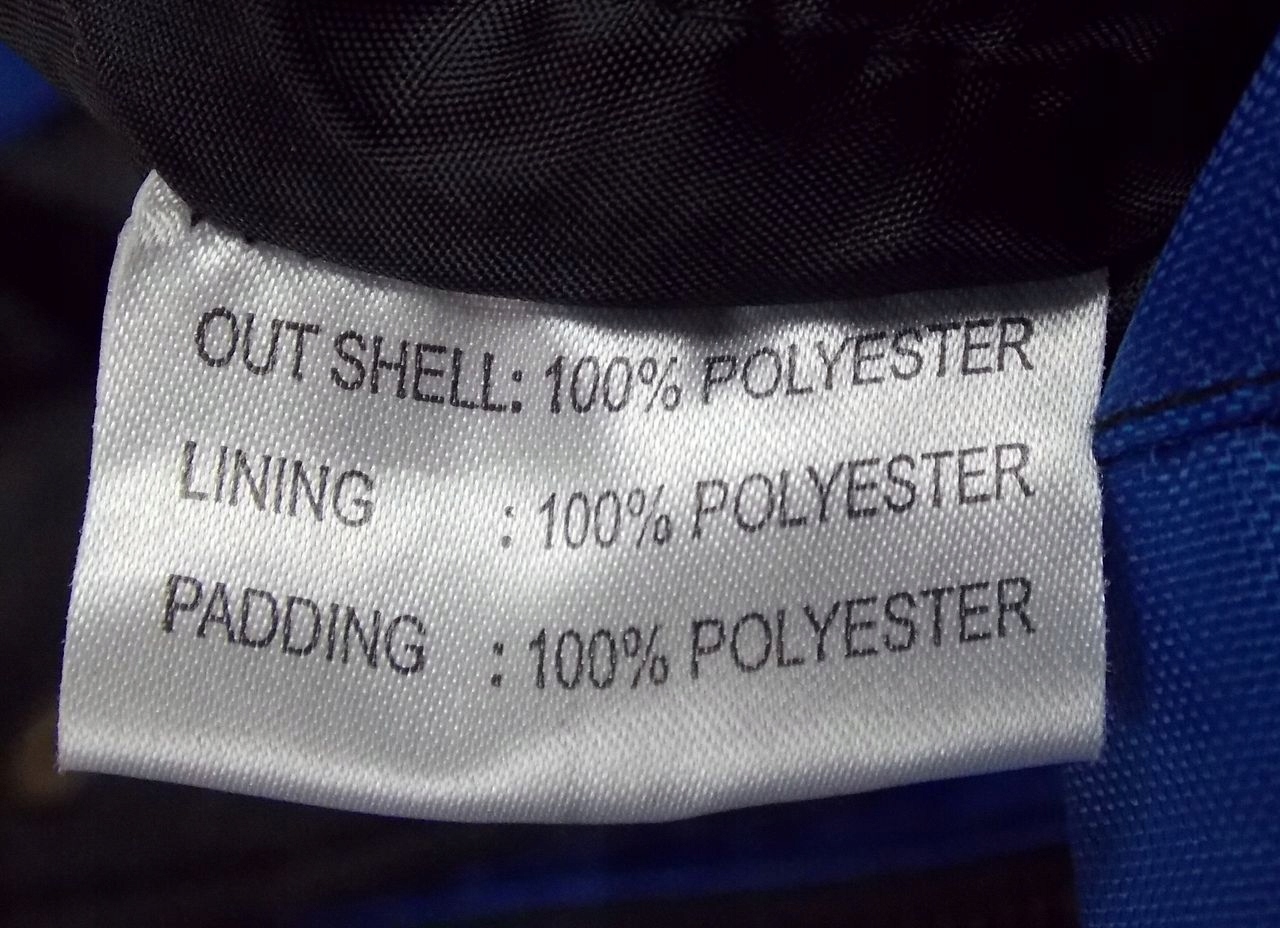 OUT SHELL: 100% POLYESTER
LINING : 100% POLYESTER
PADDING : 100% POLYESTER